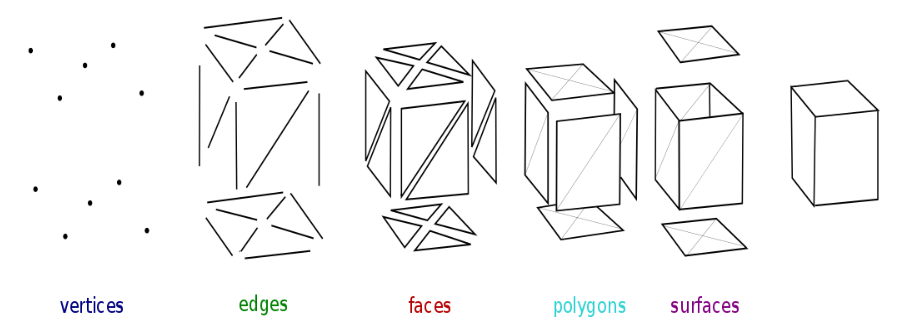 vertices
edges
faces
polygons
surfaces